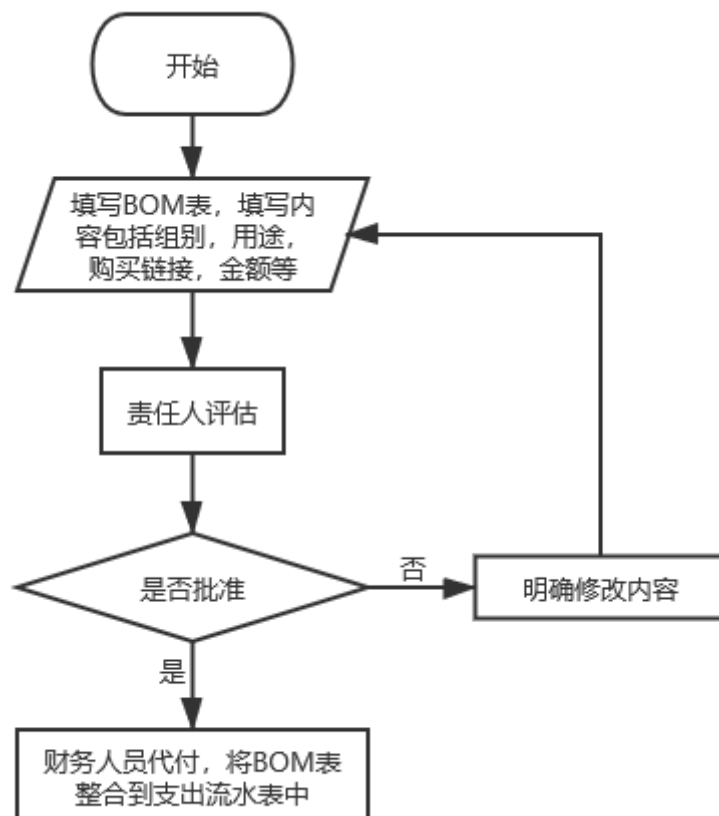 开始
填写BOM表，填写内
容包括组别，用途，
购买链接，金额等
责任人评估
是否批准
否
明确修改内容
是
财务人员代付，将BOM表
整合到支出流水表中